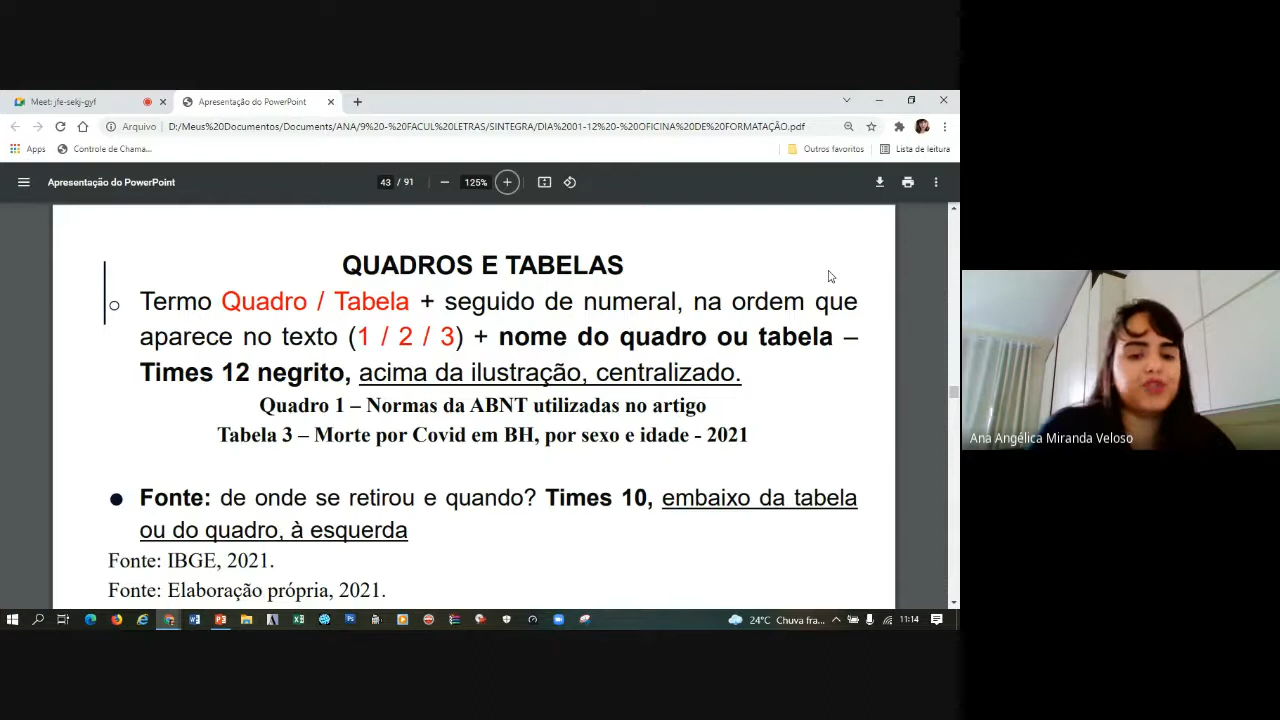 Meet: jfe-sekj-gyf
Apresentação do PowerPoint
Arquivo
D:/Meus%20Documentos/Documents/ANA/9%20-%20FACUL%20LETRAS/SINTEGRA/DIA%2001-12%20-%20OFICINA%20DE%20FORMATAÇÃO.pdf
Apps
Controle de Chama...
Outros favoritos
Lista de leitura
Apresentação do PowerPoint
43 / 91
125%
QUADROS E TABELAS
Termo Quadro / Tabela + seguido de numeral, na ordem que
aparece no texto (1 / 2 / 3) + nome do quadro ou tabela –
Times 12 negrito, acima da ilustração, centralizado.
Quadro 1 – Normas da ABNT utilizadas no artigo
Tabela 3 – Morte por Covid em BH, por sexo e idade - 2021
Fonte: de onde se retirou e quando? Times 10, embaixo da tabela
ou do quadro, à esquerda
Fonte: IBGE, 2021.
Fonte: Elaboração própria, 2021.
Ana Angélica Miranda Veloso
24°C Chuva fra...
11:14